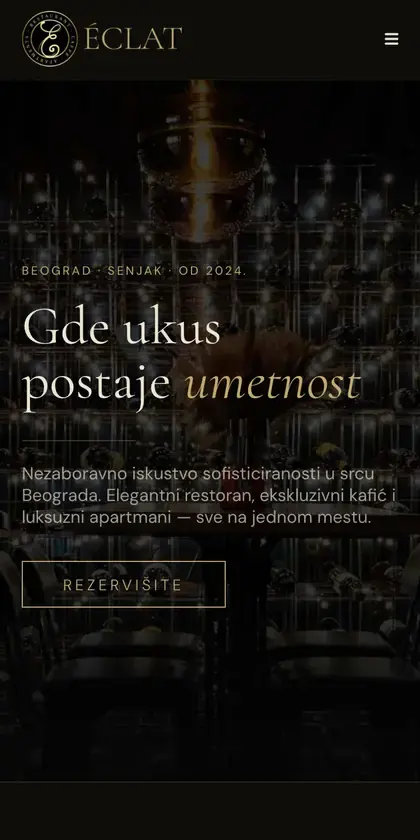 ÉCLAT
BEOGRAD · SENJAK · OD 2024.
Gde ukus
postaje umetnost
Nezaboravno iskustvo sofisticiranosti u srcu
Beograda. Elegantni restoran, ekskluzivni kafić i
luksuzni apartmani — sve na jednom mestu.
REZERVIŠITE